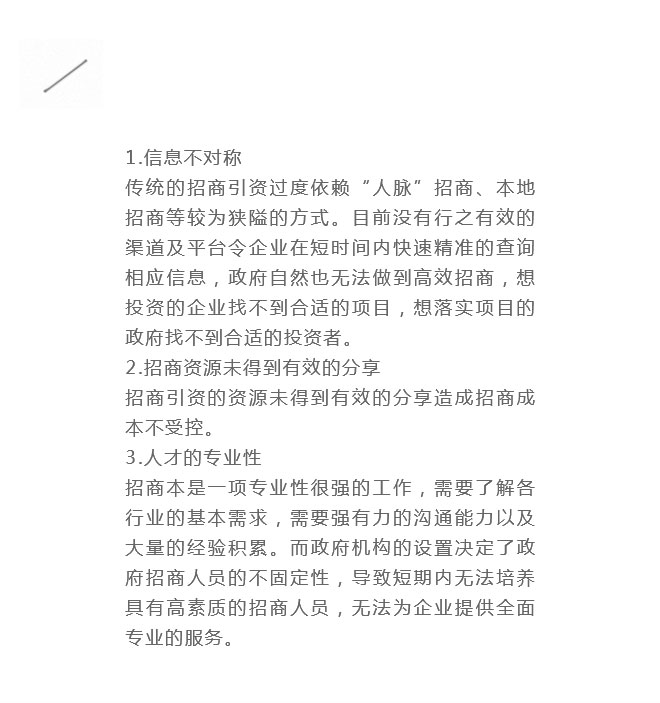 1.信息不对称
传统的招商引资过度依赖“人脉”招商、本地
招商等较为狭隘的方式。目前没有行之有效的
渠道及平台令企业在短时间内快速精准的查询
相应信息，政府自然也无法做到高效招商，想
投资的企业找不到合适的项目，想落实项目的
政府找不到合适的投资者。
2.招商资源未得到有效的分享
招商引资的资源未得到有效的分享造成招商成
本不受控。
3.人才的专业性
招商本是一项专业性很强的工作，需要了解各
行业的基本需求，需要强有力的沟通能力以及
大量的经验积累。而政府机构的设置决定了政
府招商人员的不固定性，导致短期内无法培养
具有高素质的招商人员，无法为企业提供全面
专业的服务。